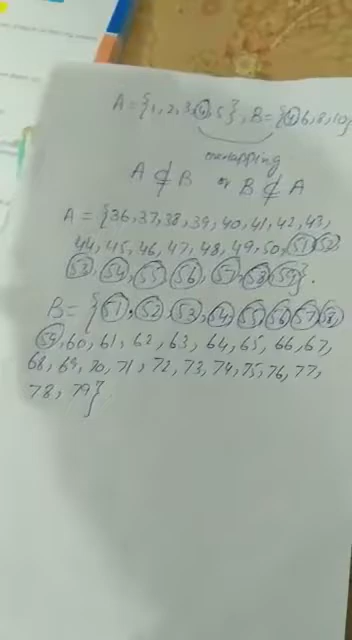 A = {1, 2, 3, 4, 5}, B = {4, 6, 8, 10}
overlapping
A ⊄ B or B ⊄ A
A = {36, 37, 38, 39, 40, 41, 42, 43,
44, 45, 46, 47, 48, 49, 50, 51, 52,
53, 54, 55, 56, 57, 58, 59}.
B = {51, 52, 53, 54, 55, 56, 57, 58,
59, 60, 61, 62, 63, 64, 65, 66, 67,
68, 69, 70, 71, 72, 73, 74, 75, 76, 77,
78, 79}